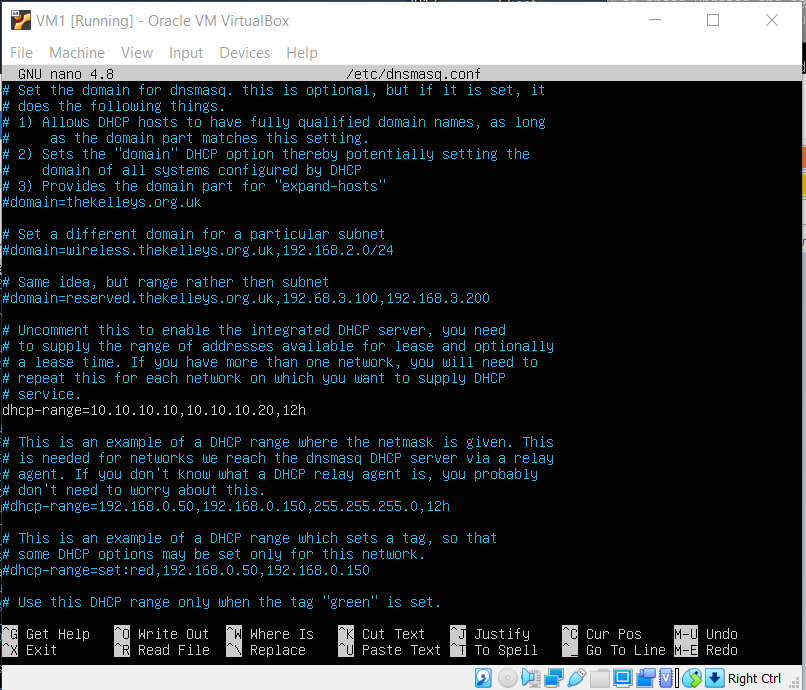 VM1 [Running] - Oracle VM VirtualBox
File Machine View Input Devices Help
GNU nano 4.8 /etc/dnsmasq.conf
# Set the domain for dnsmasq. this is optional, but if it is set, it
# does the following things.
# 1) Allows DHCP hosts to have fully qualified domain names, as long
#     as the domain part matches this setting.
# 2) Sets the "domain" DHCP option thereby potentially setting the
#    domain of all systems configured by DHCP
# 3) Provides the domain part for "expand-hosts"
#domain=thekelleys.org.uk
# Set a different domain for a particular subnet
#domain=wireless.thekelleys.org.uk,192.168.2.0/24
# Same idea, but range rather then subnet
#domain=reserved.thekelleys.org.uk,192.68.3.100,192.168.3.200
# Uncomment this to enable the integrated DHCP server, you need
# to supply the range of addresses available for lease and optionally
# a lease time. If you have more than one network, you will need to
# repeat this for each network on which you want to supply DHCP
# service.
dhcp-range=10.10.10.10,10.10.10.20,12h
# This is an example of a DHCP range where the netmask is given. This
# is needed for networks we reach the dnsmasq DHCP server via a relay
# agent. If you don't know what a DHCP relay agent is, you probably
# don't need to worry about this.
#dhcp-range=192.168.0.50,192.168.0.150,255.255.255.0,12h
# This is an example of a DHCP range which sets a tag, so that
# some DHCP options may be set only for this network.
#dhcp-range=set:red,192.168.0.50,192.168.0.150
# Use this DHCP range only when the tag "green" is set.
^G Get Help ^O Write Out ^W Where Is ^K Cut Text ^J Justify ^C Cur Pos M-U Undo
^X Exit ^R Read File ^\ Replace ^U Paste Text ^T To Spell ^_ Go To Line M-E Redo
Right Ctrl